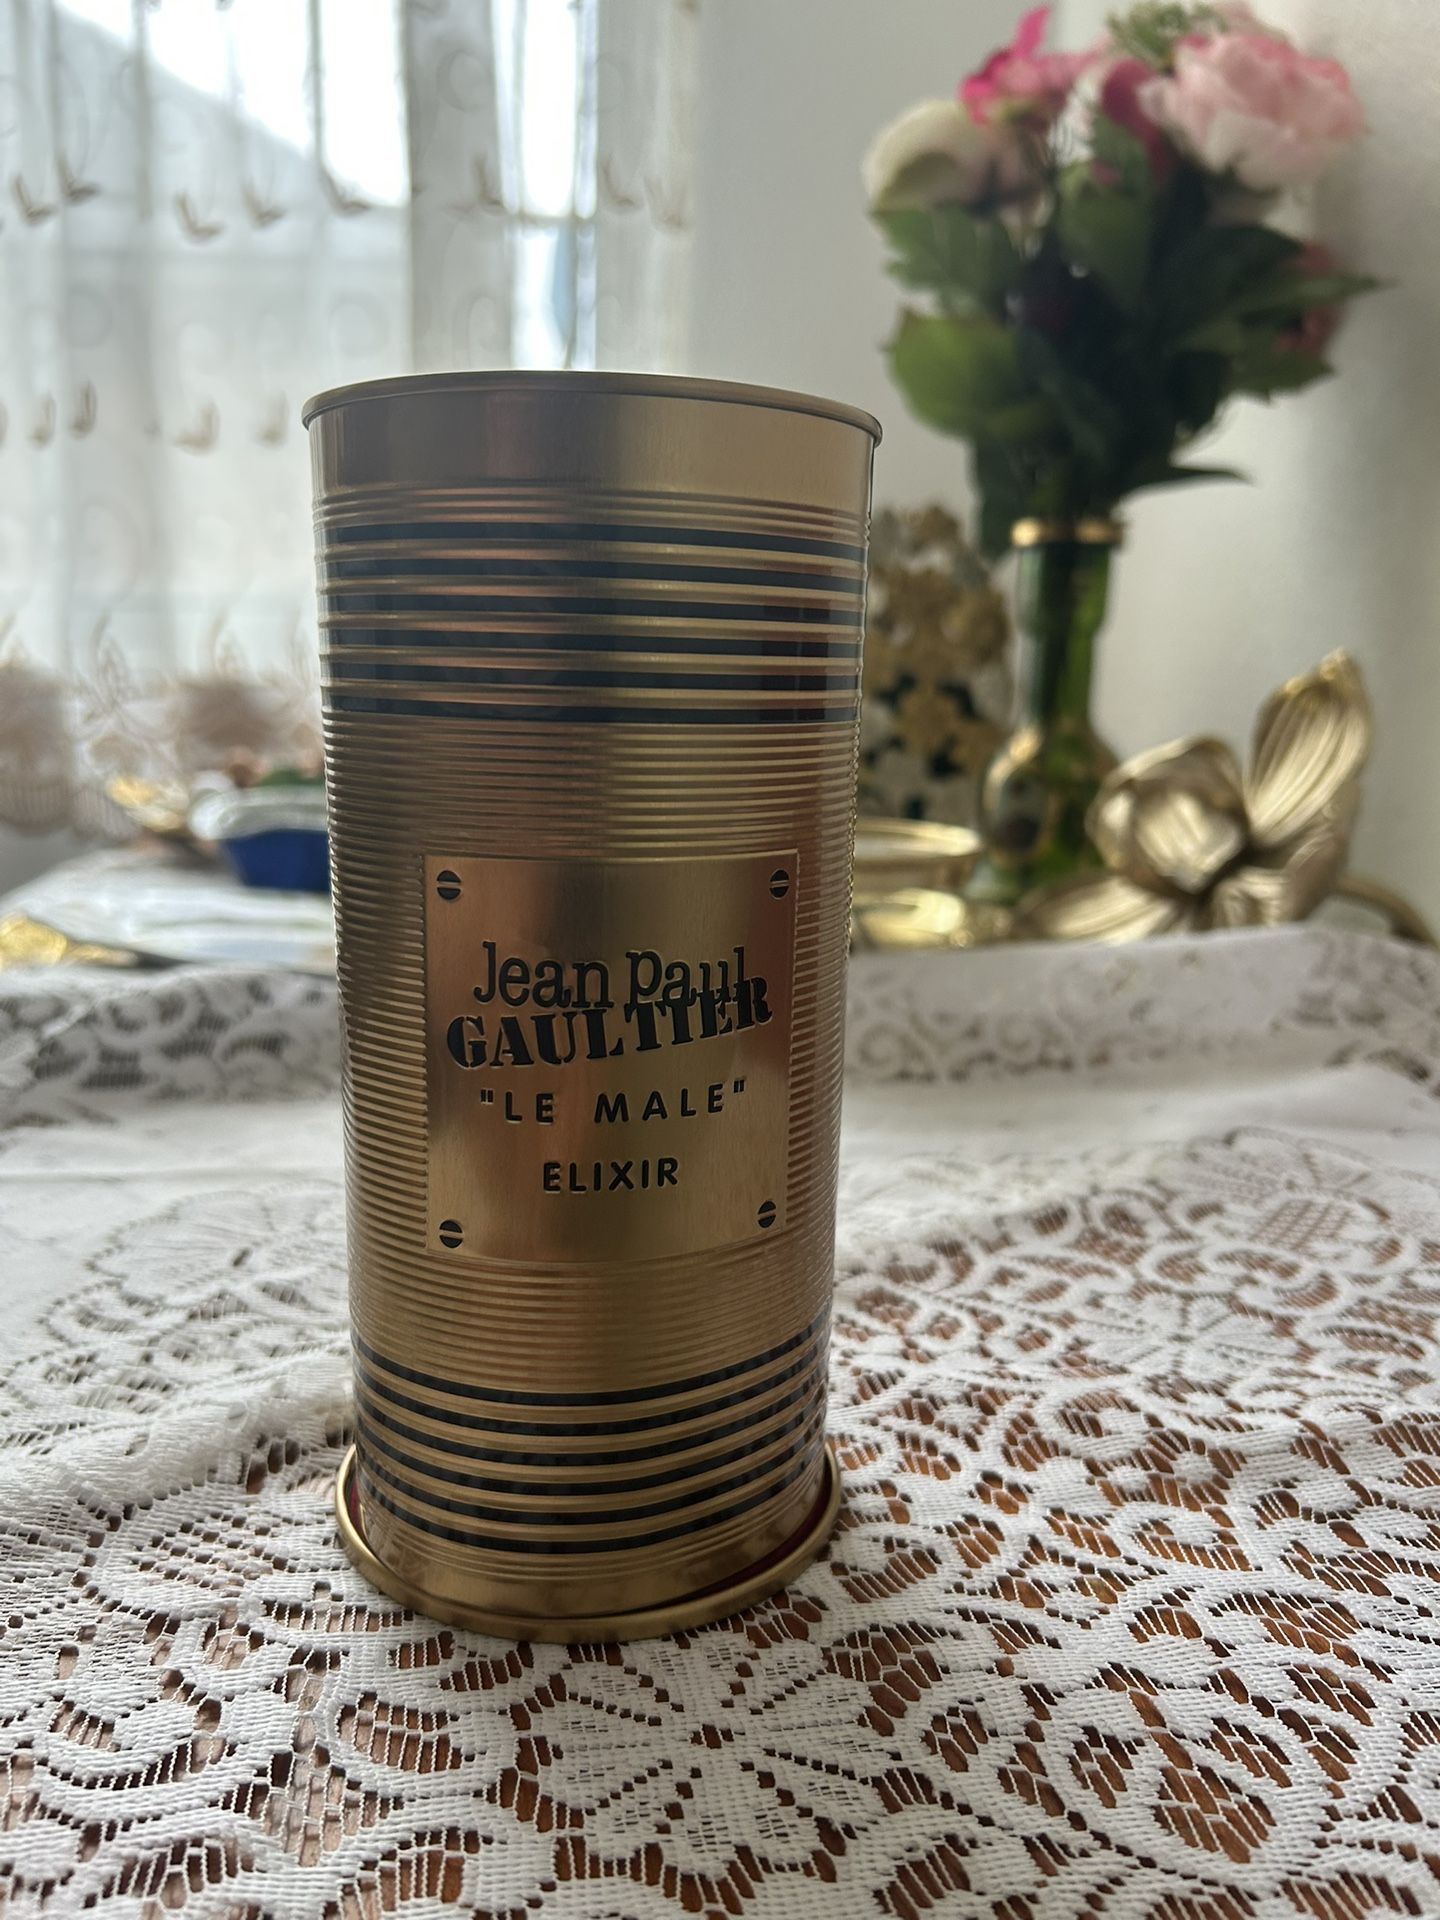 Jean Paul
GAULTIER
"LE MALE"
ELIXIR